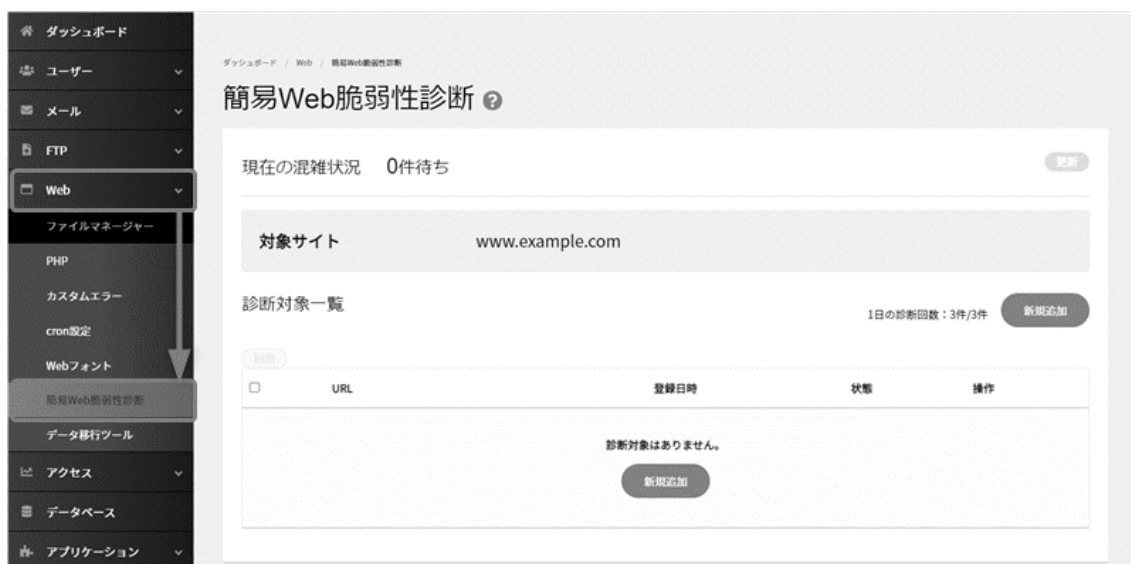 ダッシュボード
ユーザー
メール
FTP
Web
ファイルマネージャー
PHP
カスタムエラー
cron設定
Webフォント
簡易Web脆弱性診断
データ移行ツール
アクセス
データベース
アプリケーション
ダッシュボード / Web / 簡易Web脆弱性診断
簡易Web脆弱性診断
現在の混雑状況 0件待ち 更新
対象サイト www.example.com
診断対象一覧
1日の診断回数:3件/3件 新規追加
削除
URL 登録日時 状態 操作
診断対象はありません。
新規追加